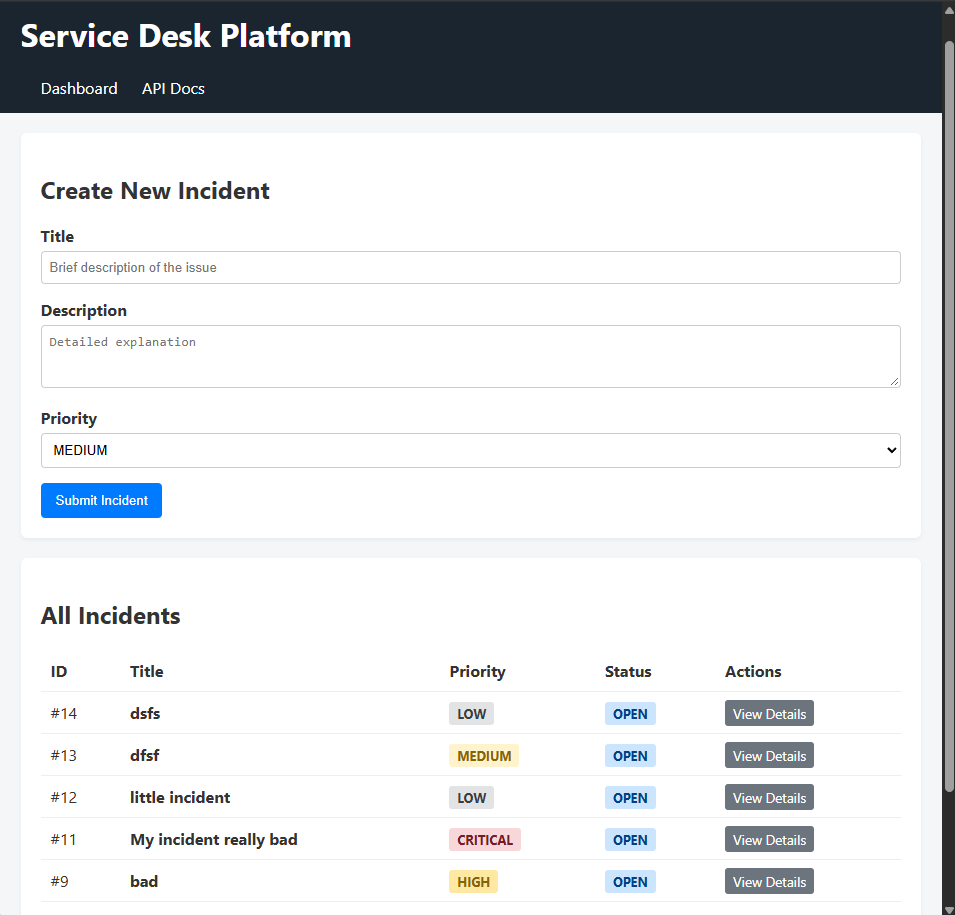 Service Desk Platform
Dashboard API Docs
Create New Incident
Title
Brief description of the issue
Description
Detailed explanation
Priority
MEDIUM
Submit Incident
All Incidents
ID Title Priority Status Actions
#14 dsfs LOW OPEN View Details
#13 dfsf MEDIUM OPEN View Details
#12 little incident LOW OPEN View Details
#11 My incident really bad CRITICAL OPEN View Details
#9 bad HIGH OPEN View Details